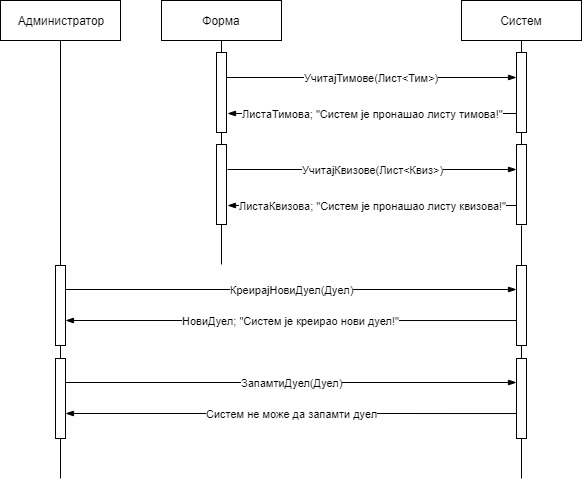 Администратор
Форма
Систем
УчитајТимове(Лист<Тим>)
ЛистаТимова; "Систем је пронашао листу тимова!"
УчитајКвизове(Лист<Квиз>)
ЛистаКвизова; "Систем је пронашао листу квизова!"
КреирајНовиДуел(Дуел)
НовиДуел; "Систем је креирао нови дуел!"
ЗапамтиДуел(Дуел)
Систем не може да запамти дуел